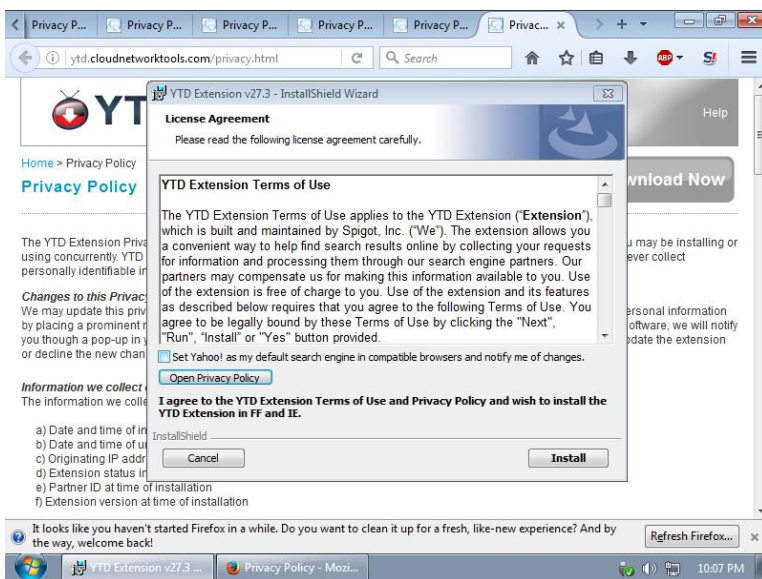 Privacy P...
Privacy P...
Privacy P...
Privacy P...
Privacy P...
Privac...
ytd.cloudnetworktools.com/privacy.html
Search
ABP
YT
Help
Home > Privacy Policy
Privacy Policy
wnload Now
The YTD Extension Priva
u may be installing or
using concurrently. YTD
ever collect
personally identifiable in
Changes to this Privac
We may update this priv
ersonal information
by placing a prominent n
oftware, we will notify
you though a pop-up in y
pdate the extension
or decline the new chan
Information we collect
The information we colle
a) Date and time of in
b) Date and time of u
c) Originating IP addr
d) Extension status in
e) Partner ID at time of installation
f) Extension version at time of installation
YTD Extension v27.3 - InstallShield Wizard
License Agreement
Please read the following license agreement carefully.
YTD Extension Terms of Use
The YTD Extension Terms of Use applies to the YTD Extension (“Extension”),
which is built and maintained by Spigot, Inc. (“We”). The extension allows you
a convenient way to help find search results online by collecting your requests
for information and processing them through our search engine partners. Our
partners may compensate us for making this information available to you. Use
of the extension is free of charge to you. Use of the extension and its features
as described below requires that you agree to the following Terms of Use. You
agree to be legally bound by these Terms of Use by clicking the "Next",
"Run", “Install” or "Yes" button provided.
Set Yahoo! as my default search engine in compatible browsers and notify me of changes.
Open Privacy Policy
I agree to the YTD Extension Terms of Use and Privacy Policy and wish to install the
YTD Extension in FF and IE.
InstallShield
Cancel
Install
It looks like you haven't started Firefox in a while. Do you want to clean it up for a fresh, like-new experience? And by
the way, welcome back!
Refresh Firefox...
YTD Extension v27.3 ...
Privacy Policy - Mozi...
10:07 PM